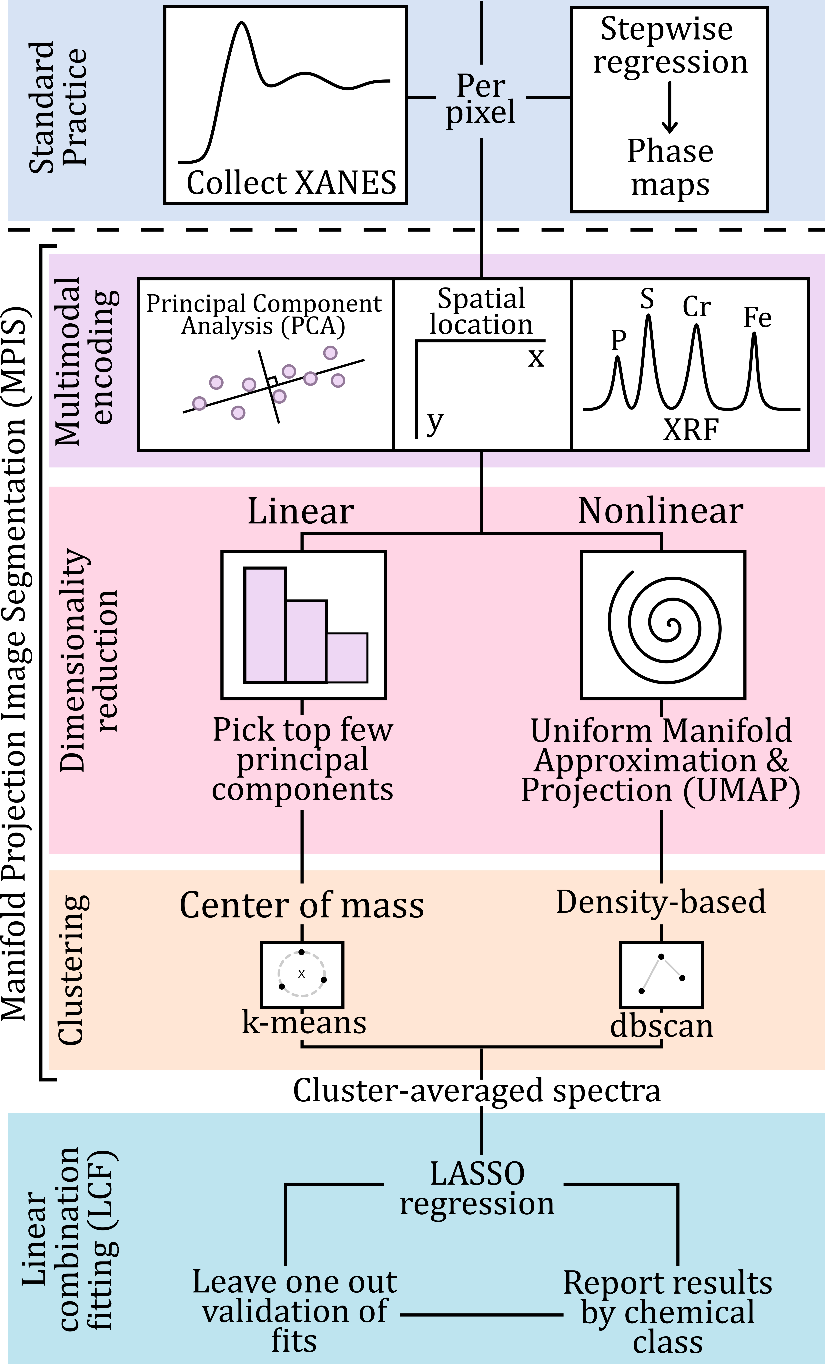 Standard
Practice
Collect XANES
Per
pixel
Stepwise
regression
Phase
maps
Manifold Projection Image Segmentation (MPIS)
Multimodal
encoding
Principal Component
Analysis (PCA)
Spatial
location
x
y
P
S
Cr
Fe
XRF
Dimensionality
reduction
Linear
Nonlinear
Pick top few
principal
components
Uniform Manifold
Approximation &
Projection (UMAP)
Clustering
Center of mass
Density-based
x
k-means
dbscan
Cluster-averaged spectra
Linear
combination
fitting (LCF)
LASSO
regression
Leave one out
validation of
fits
Report results
by chemical
class